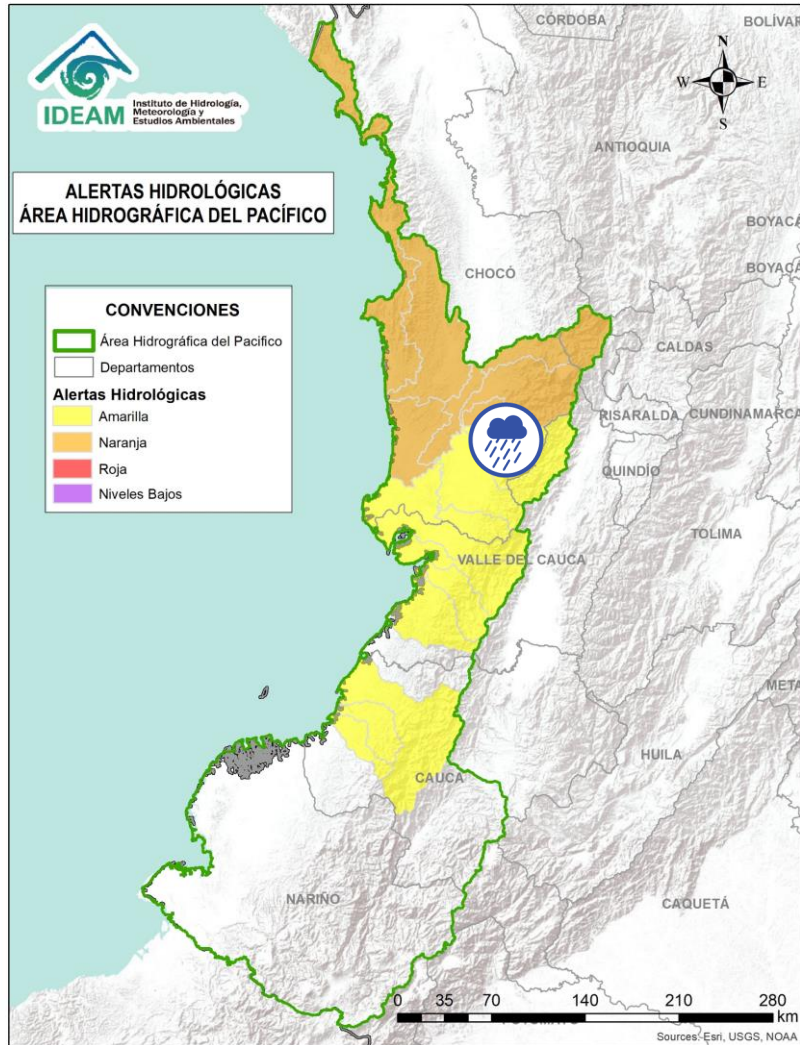 IDEAM
Instituto de Hidrología,
Meteorología y
Estudios Ambientales
ALERTAS HIDROLÓGICAS
ÁREA HIDROGRÁFICA DEL PACÍFICO
CONVENCIONES
Área Hidrográfica del Pacifico
Departamentos
Alertas Hidrológicas
Amarilla
Naranja
Roja
Niveles Bajos
N
W
E
S
CÓRDOBA
BOLÍVAR
ANTIOQUIA
BOYACÁ
BOYACÁ
CHOCÓ
CALDAS
RISARALDA
CUNDINAMARCA
QUINDÍO
TOLIMA
VALLE DEL CAUCA
META
HUILA
CAUCA
NARIÑO
CAQUETÁ
0 35 70 140 210 280
km
Sources: Esri, USGS, NOAA